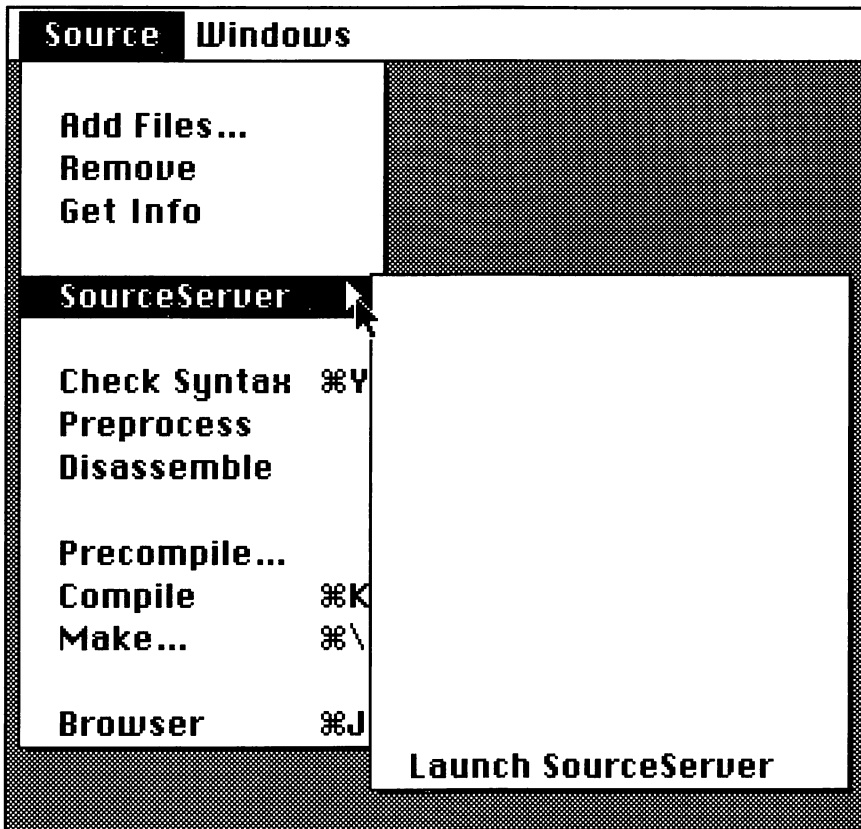 Source Windows
Add Files...
Remove
Get Info
SourceServer
Check Syntax ⌘Y
Preprocess
Disassemble
Precompile...
Compile ⌘K
Make... ⌘\
Browser ⌘J
Launch SourceServer